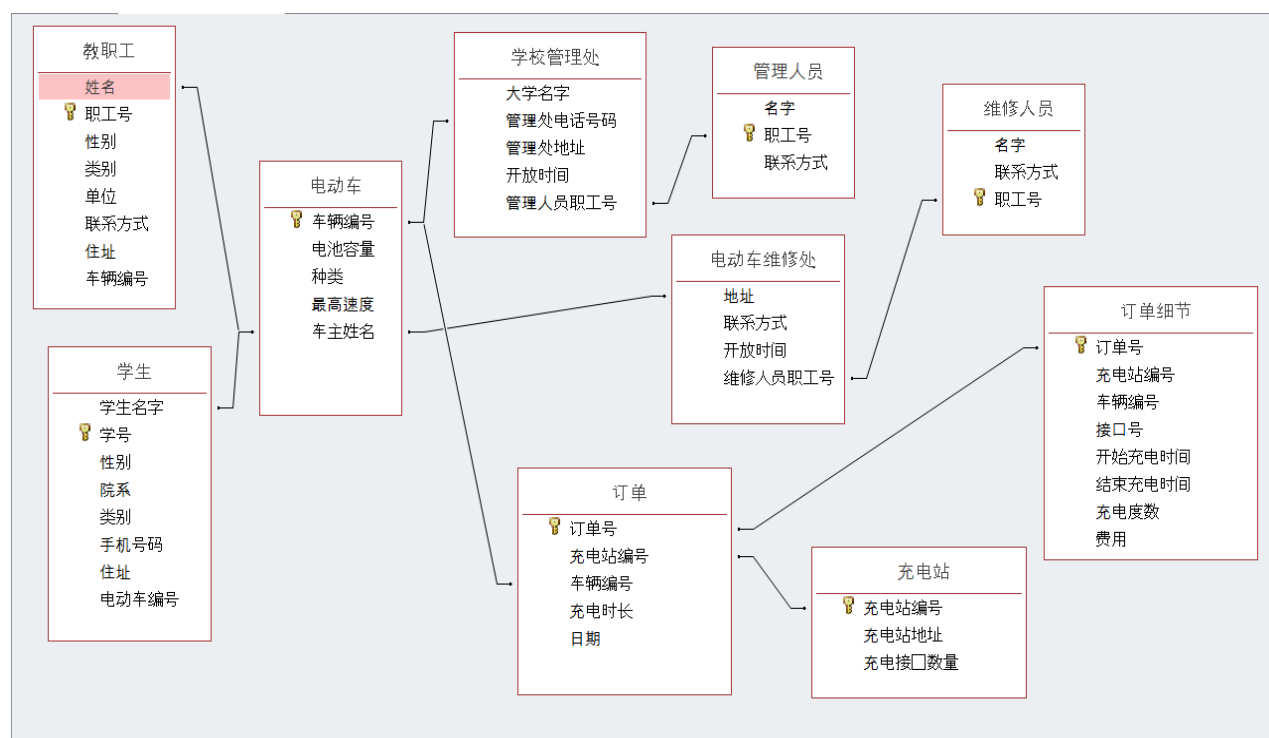 教职工
姓名
职工号
性别
类别
单位
联系方式
住址
车辆编号
学生
学生名字
学号
性别
院系
类别
手机号码
住址
电动车编号
电动车
车辆编号
电池容量
种类
最高速度
车主姓名
学校管理处
大学名字
管理处电话号码
管理处地址
开放时间
管理人员职工号
管理人员
名字
职工号
联系方式
维修人员
名字
联系方式
职工号
电动车维修处
地址
联系方式
开放时间
维修人员职工号
订单
订单号
充电站编号
车辆编号
充电时长
日期
充电站
充电站编号
充电站地址
充电接口数量
订单细节
订单号
充电站编号
车辆编号
接口号
开始充电时间
结束充电时间
充电度数
费用